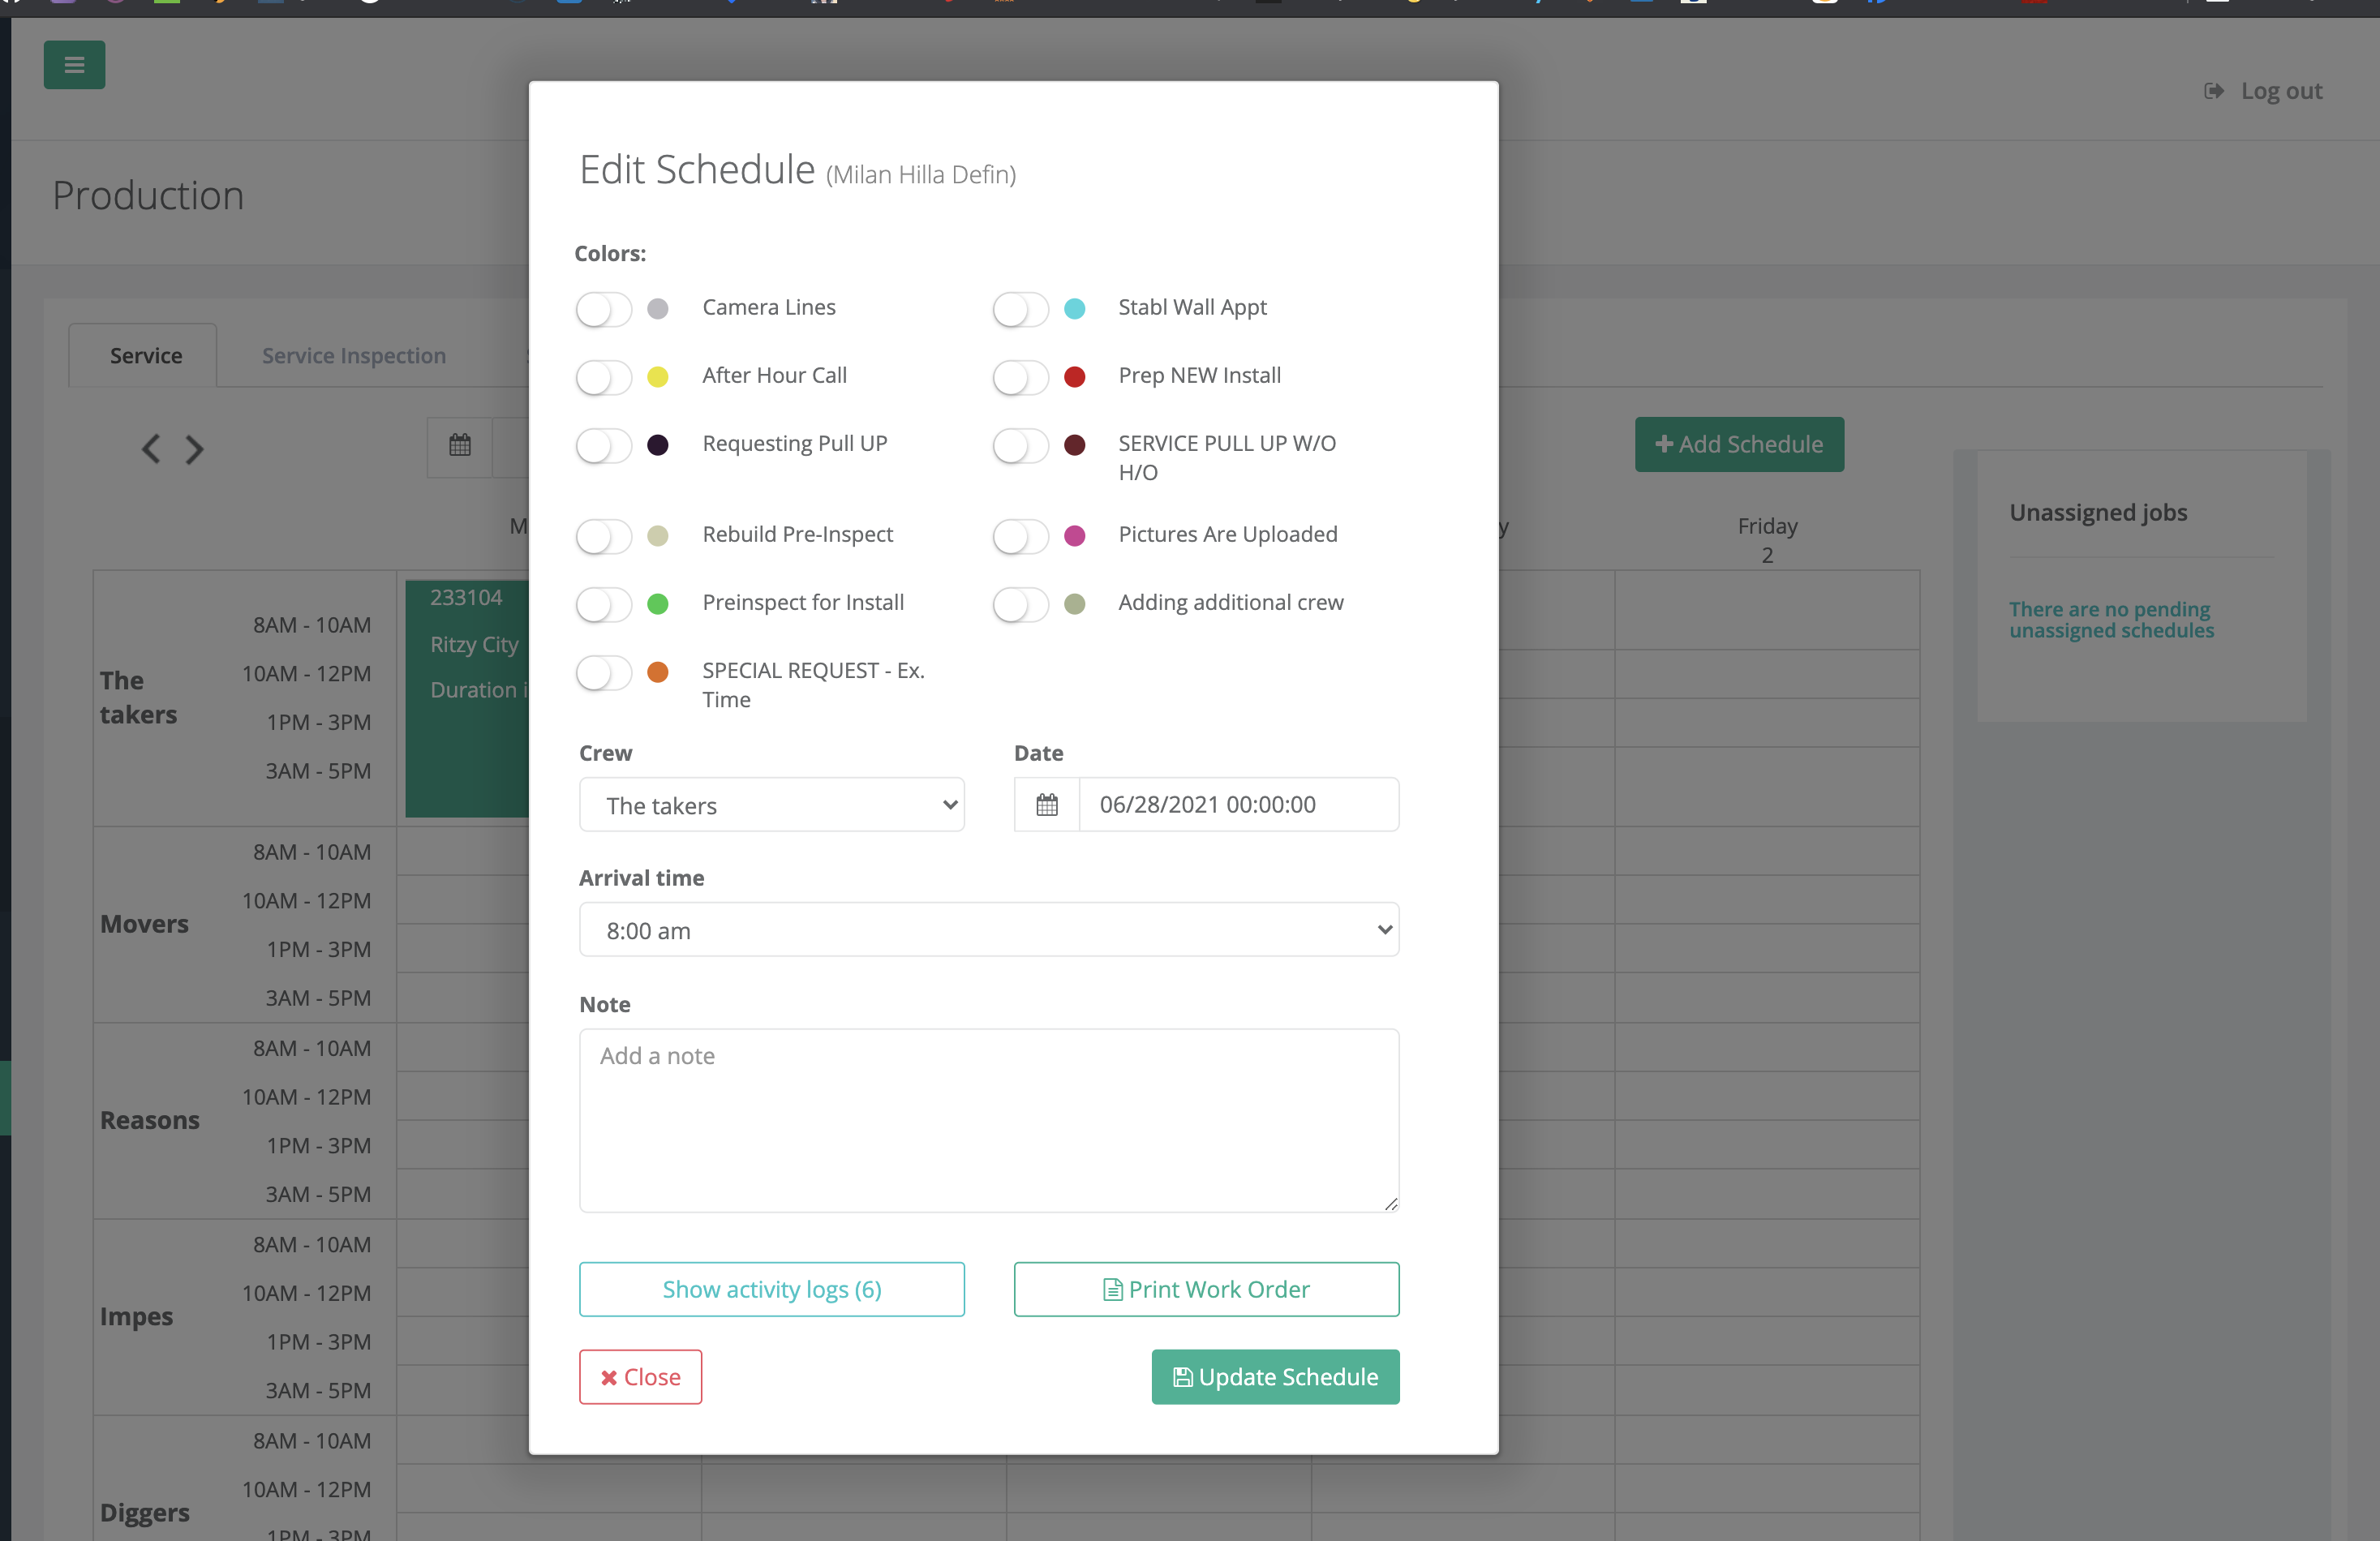 Log out
Production
Edit Schedule (Milan Hilla Defin)
Colors:
Camera Lines
Stabl Wall Appt
After Hour Call
Prep NEW Install
Requesting Pull UP
SERVICE PULL UP W/O
H/O
Rebuild Pre-Inspect
Pictures Are Uploaded
Preinspect for Install
Adding additional crew
SPECIAL REQUEST - Ex.
Time
Crew
Date
The takers
06/28/2021 00:00:00
Arrival time
8:00 am
Note
Add a note
Show activity logs (6)
Print Work Order
Close
Update Schedule
Service
Service Inspection
Add Schedule
M
y
Friday
2
Unassigned jobs
There are no pending
unassigned schedules
The
takers
8AM - 10AM
10AM - 12PM
1PM - 3PM
3AM - 5PM
233104
Ritzy City
Duration i
Movers
8AM - 10AM
10AM - 12PM
1PM - 3PM
3AM - 5PM
Reasons
8AM - 10AM
10AM - 12PM
1PM - 3PM
3AM - 5PM
Impes
8AM - 10AM
10AM - 12PM
1PM - 3PM
3AM - 5PM
Diggers
8AM - 10AM
10AM - 12PM
1PM - 3PM